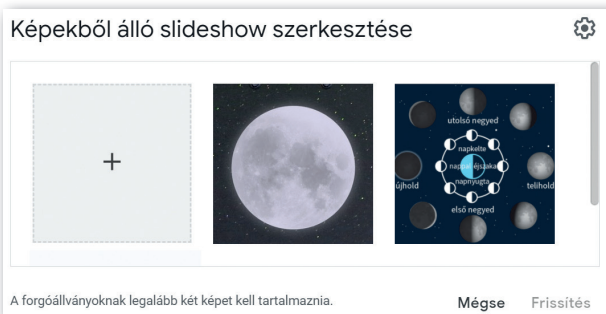 Képekből álló slideshow szerkesztése
+
utolsó negyed
napkelte
nappal éjszaka
újhold
telihold
napnyugta
első negyed
A forgóállványoknak legalább két képet kell tartalmaznia.
Mégse Frissítés